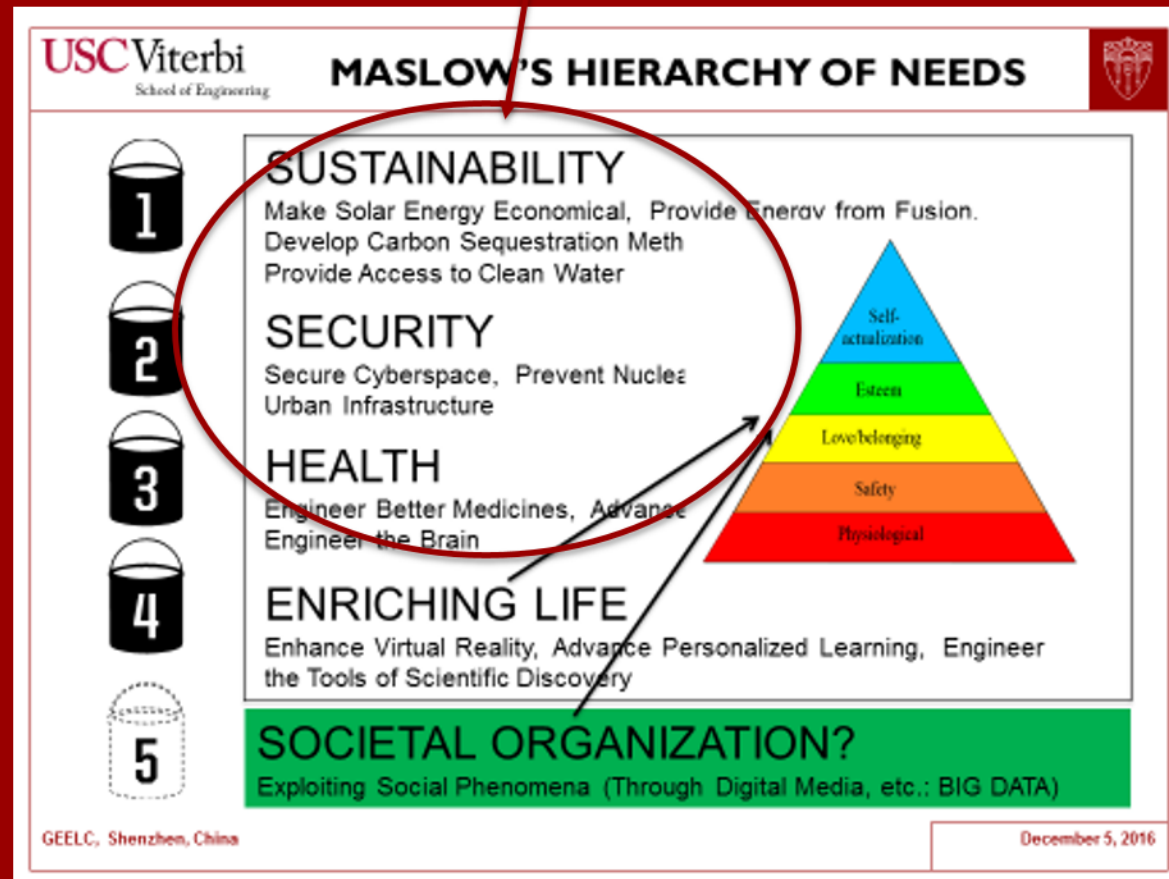 USC Viterbi
School of Engineering
MASLOW'S HIERARCHY OF NEEDS
1
SUSTAINABILITY
Make Solar Energy Economical, Provide Energy from Fusion.
Develop Carbon Sequestration Meth
Provide Access to Clean Water
2
SECURITY
Secure Cyberspace, Prevent Nuclea
Urban Infrastructure
3
HEALTH
Engineer Better Medicines, Advance
Engineer the Brain
4
ENRICHING LIFE
Enhance Virtual Reality, Advance Personalized Learning, Engineer
the Tools of Scientific Discovery
5
SOCIETAL ORGANIZATION?
Exploiting Social Phenomena (Through Digital Media, etc.: BIG DATA)
Self-
actualization
Esteem
Love/belonging
Safety
Physiological
GEELC, Shenzhen, China
December 5, 2016